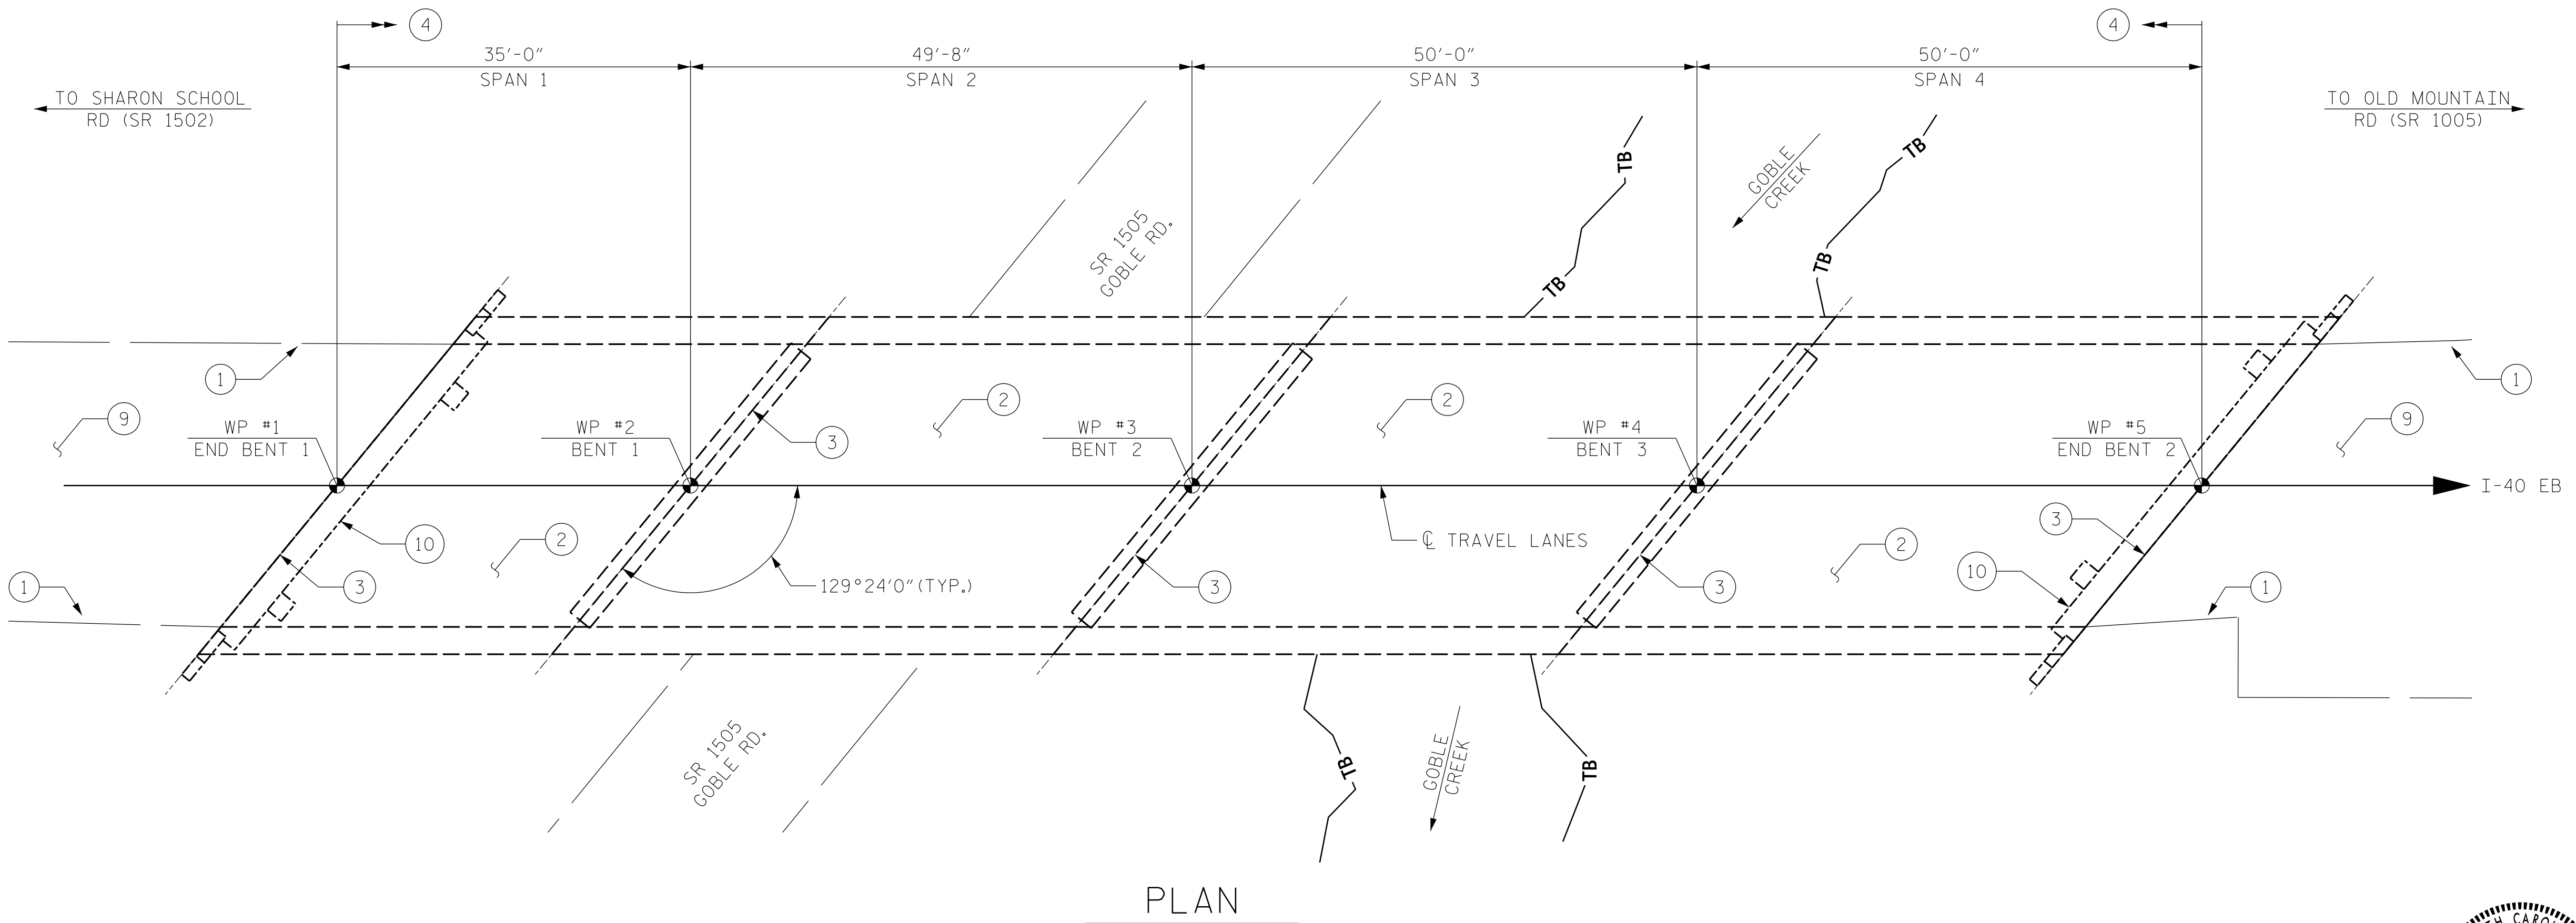 4
4
35'-0"
SPAN 1
49'-8"
SPAN 2
50'-0"
SPAN 3
50'-0"
SPAN 4
TO SHARON SCHOOL
RD (SR 1502)
TO OLD MOUNTAIN
RD (SR 1005)
SR 1505
GOBLE RD.
TB
TB
GOBLE
CREEK
TB
TB
1
1
9
2
2
9
3
WP #1
END BENT 1
WP #2
BENT 1
WP #3
BENT 2
WP #4
BENT 3
WP #5
END BENT 2
I-40 EB
10
2
℄ TRAVEL LANES
2
3
1
3
129°24'0"(TYP.)
3
3
10
1
SR 1505
GOBLE RD.
TB
GOBLE
CREEK
TB
PLAN
TH CARO